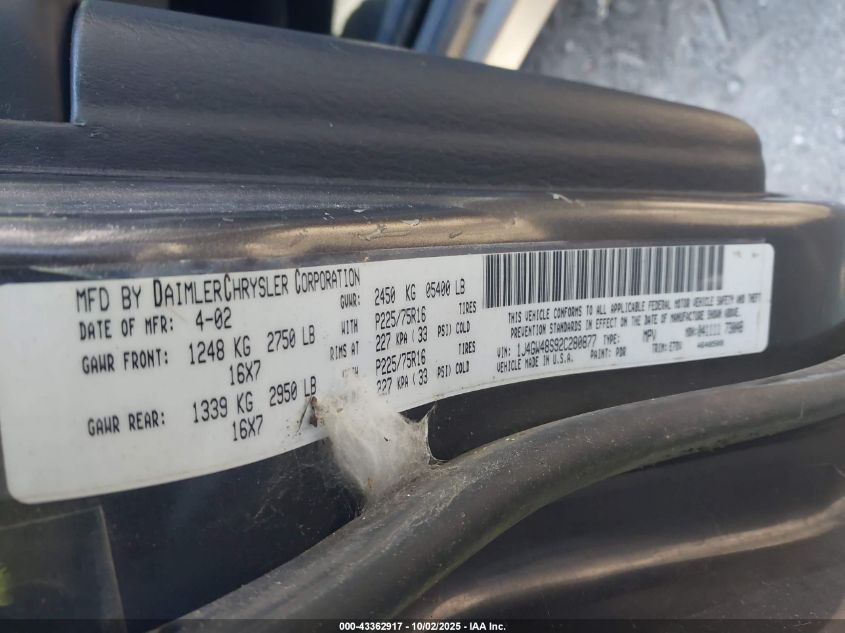 MFD BY DAIMLERCHRYSLER CORPORATION
DATE OF MFR: 4-02
GVWR: 2450 KG 05400 LB
GAWR FRONT: 1248 KG 2750 LB
WITH P225/75R16 TIRES
16X7 RIMS AT 227 KPA (33 PSI) COLD
GAWR REAR: 1339 KG 2950 LB
P225/75R16 TIRES
16X7
227 KPA (33 PSI) COLD
THIS VEHICLE CONFORMS TO ALL APPLICABLE FEDERAL MOTOR VEHICLE SAFETY AND THEFT
PREVENTION STANDARDS IN EFFECT ON THE DATE OF MANUFACTURE SHOWN ABOVE.
VIN: 1J4GW48S92C280877 TYPE: MPV
VEHICLE MADE IN U.S.A. PAINT: PDR TRIM:
000-43362917 - 10/02/2025 - IAA Inc.